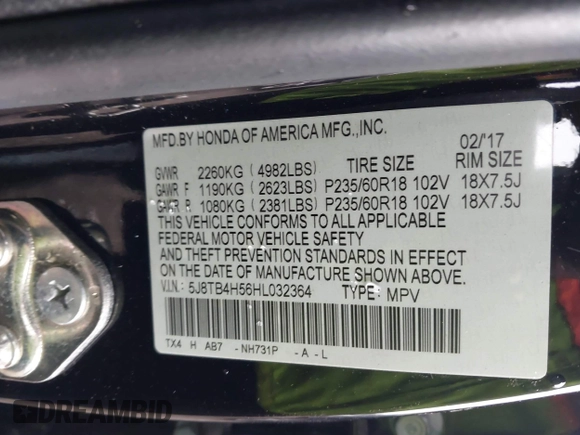 MFD.BY HONDA OF AMERICA MFG.,INC. 02/'17
GVWR 2260KG (4982LBS) TIRE SIZE RIM SIZE
GAWR F 1190KG (2623LBS) P235/60R18 102V 18X7.5J
GAWR R 1080KG (2381LBS) P235/60R18 102V 18X7.5J
THIS VEHICLE CONFORMS TO ALL APPLICABLE
FEDERAL MOTOR VEHICLE SAFETY
AND THEFT PREVENTION STANDARDS IN EFFECT
ON THE DATE OF MANUFACTURE SHOWN ABOVE.
V.I.N.: 5J8TB4H56HL032364 TYPE: MPV
TX4 H AB7 -NH731P -A-L
DREAMBID